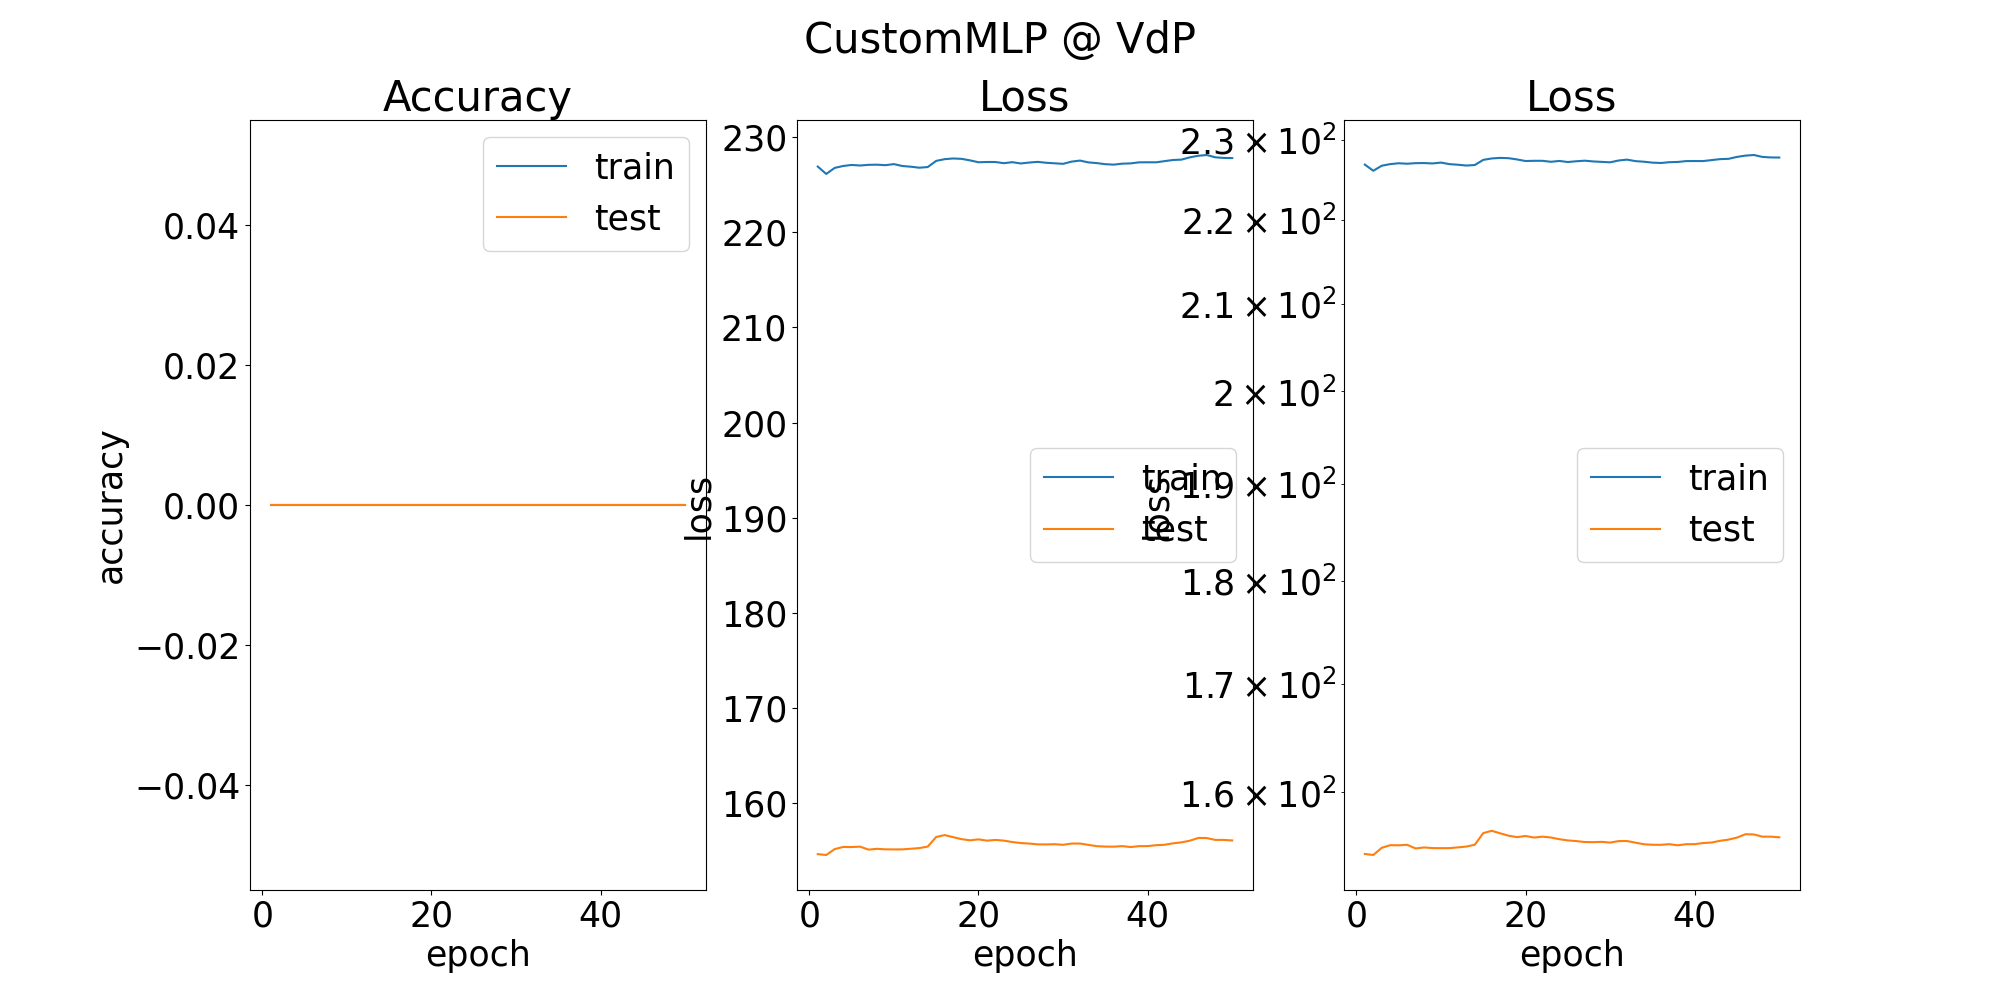 CustomMLP @ VdP
Accuracy
accuracy
0.04
0.02
0.00
−0.02
−0.04
0 20 40
epoch
train
test
Loss
loss
230
220
210
200
190
180
170
160
0 20 40
epoch
train
test
Loss
loss
2.3 × 10²
2.2 × 10²
2.1 × 10²
2 × 10²
1.9 × 10²
1.8 × 10²
1.7 × 10²
1.6 × 10²
0 20 40
epoch
train
test